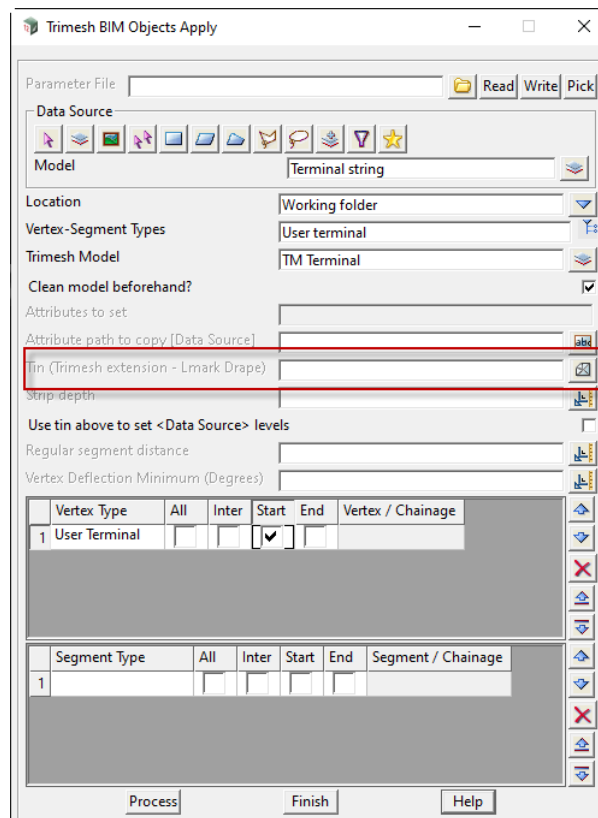 Trimesh BIM Objects Apply
Parameter File Read Write Pick
Data Source
Model Terminal string
Location Working folder
Vertex-Segment Types User terminal
Trimesh Model TM Terminal
Clean model beforehand?
Attributes to set
Attribute path to copy [Data Source] abc
Tin (Trimesh extension - Lmark Drape)
Strip depth
Use tin above to set <Data Source> levels
Regular segment distance
Vertex Deflection Minimum (Degrees)
Vertex Type All Inter Start End Vertex / Chainage
1 User Terminal
Segment Type All Inter Start End Segment / Chainage
1
Process Finish Help